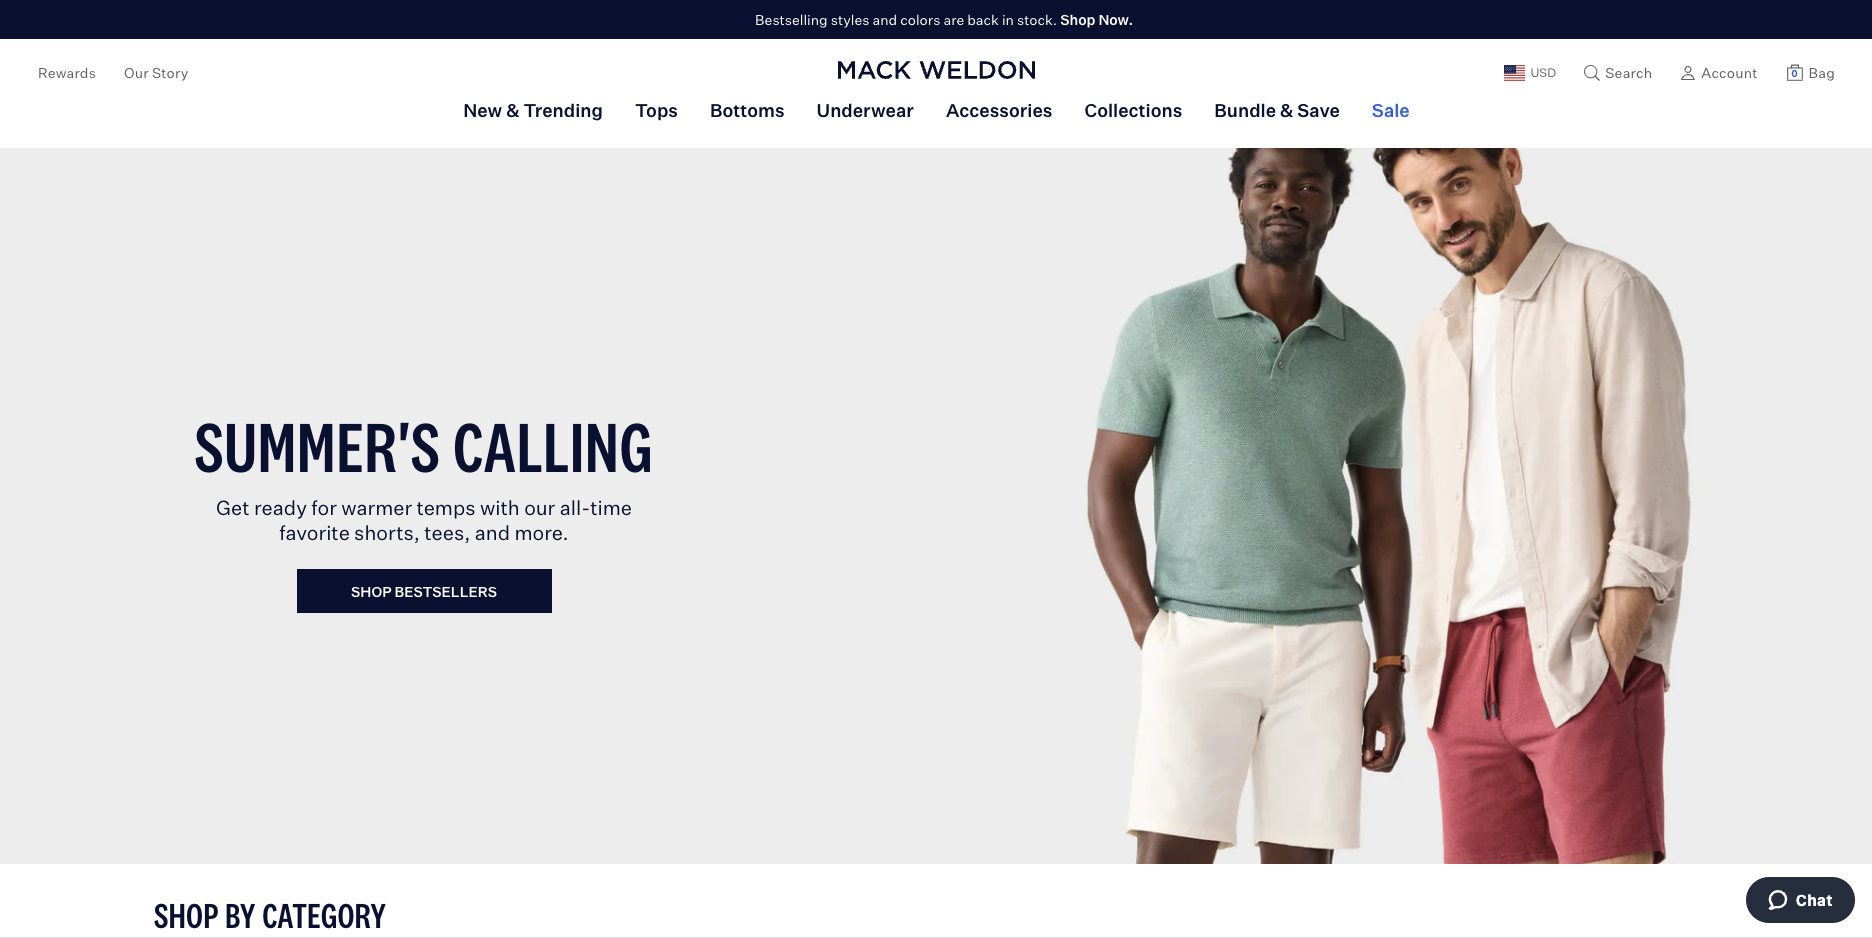 Bestselling styles and colors are back in stock. Shop Now.
Rewards
Our Story
MACK WELDON
USD
Search
Account
0
Bag
New & Trending
Tops
Bottoms
Underwear
Accessories
Collections
Bundle & Save
Sale
SUMMER'S CALLING
Get ready for warmer temps with our all-time
favorite shorts, tees, and more.
SHOP BESTSELLERS
SHOP BY CATEGORY
Chat